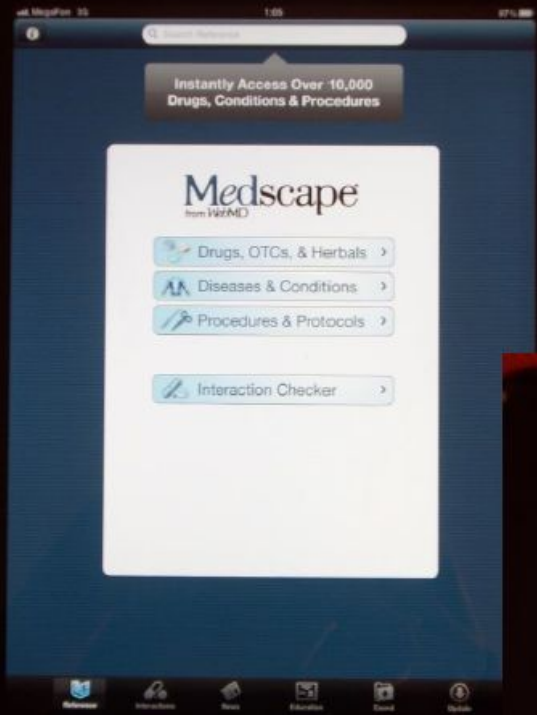 MegaFon 3G 1:05 97%
Search Reference
Instantly Access Over 10,000
Drugs, Conditions & Procedures
Medscape
from WebMD
Drugs, OTCs, & Herbals
Diseases & Conditions
Procedures & Protocols
Interaction Checker
Reference Interactions News Education Saved Update